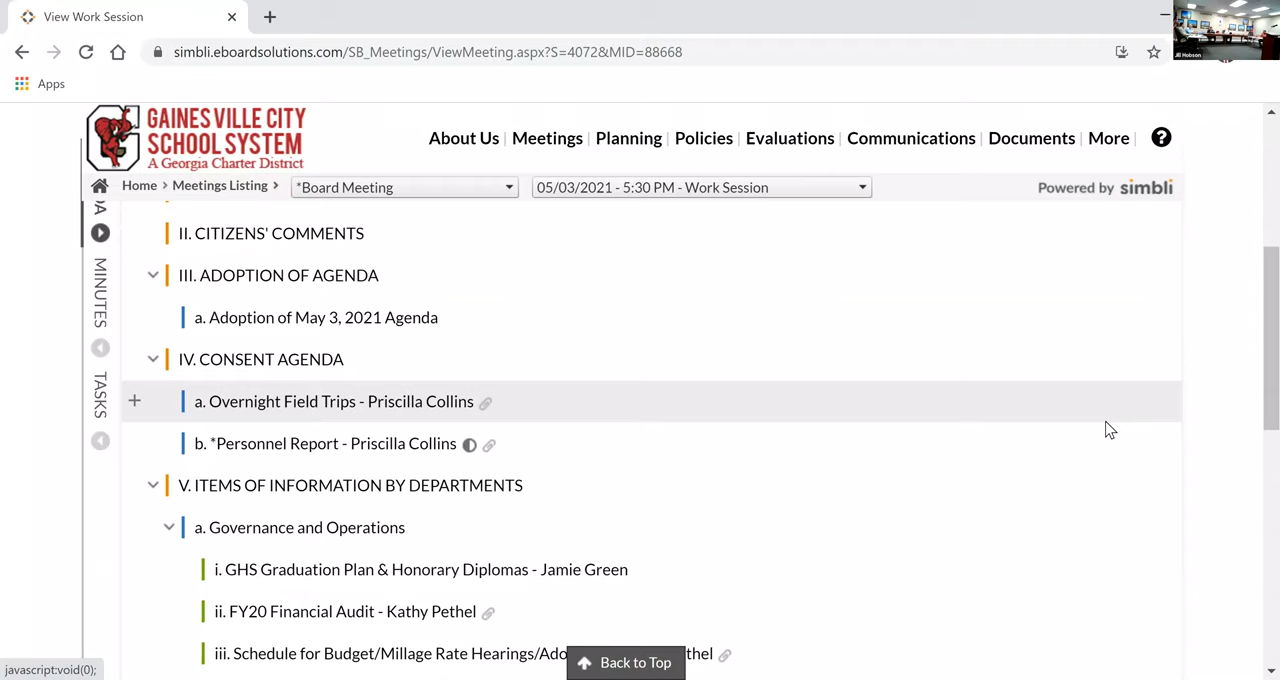 View Work Session
simbli.eboardsolutions.com/SB_Meetings/ViewMeeting.aspx?S=4072&MID=88668
Apps
Jill Hobson
GAINESVILLE CITY
SCHOOL SYSTEM
A Georgia Charter District
About Us | Meetings | Planning | Policies | Evaluations | Communications | Documents | More |
Home > Meetings Listing > *Board Meeting 05/03/2021 - 5:30 PM - Work Session Powered by simbli
II. CITIZENS' COMMENTS
III. ADOPTION OF AGENDA
a. Adoption of May 3, 2021 Agenda
IV. CONSENT AGENDA
a. Overnight Field Trips - Priscilla Collins
b. *Personnel Report - Priscilla Collins
V. ITEMS OF INFORMATION BY DEPARTMENTS
a. Governance and Operations
i. GHS Graduation Plan & Honorary Diplomas - Jamie Green
ii. FY20 Financial Audit - Kathy Pethel
iii. Schedule for Budget/Millage Rate Hearings/Ado
thel
Back to Top
MINUTES
TASKS
javascript:void(0);